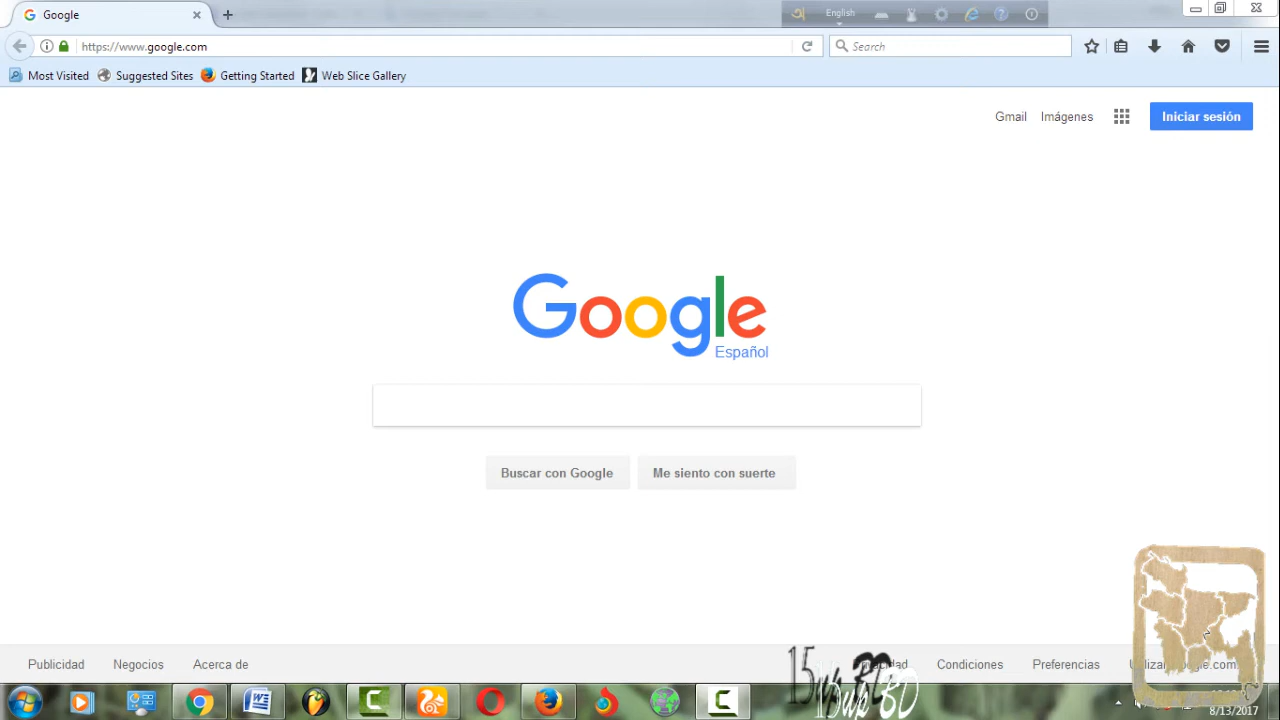 Google
English
https://www.google.com
Search
Most Visited
Suggested Sites
Getting Started
Web Slice Gallery
Gmail
Imágenes
Iniciar sesión
Google
Español
Buscar con Google
Me siento con suerte
Publicidad
Negocios
Acerca de
Condiciones
Preferencias
8/13/2017